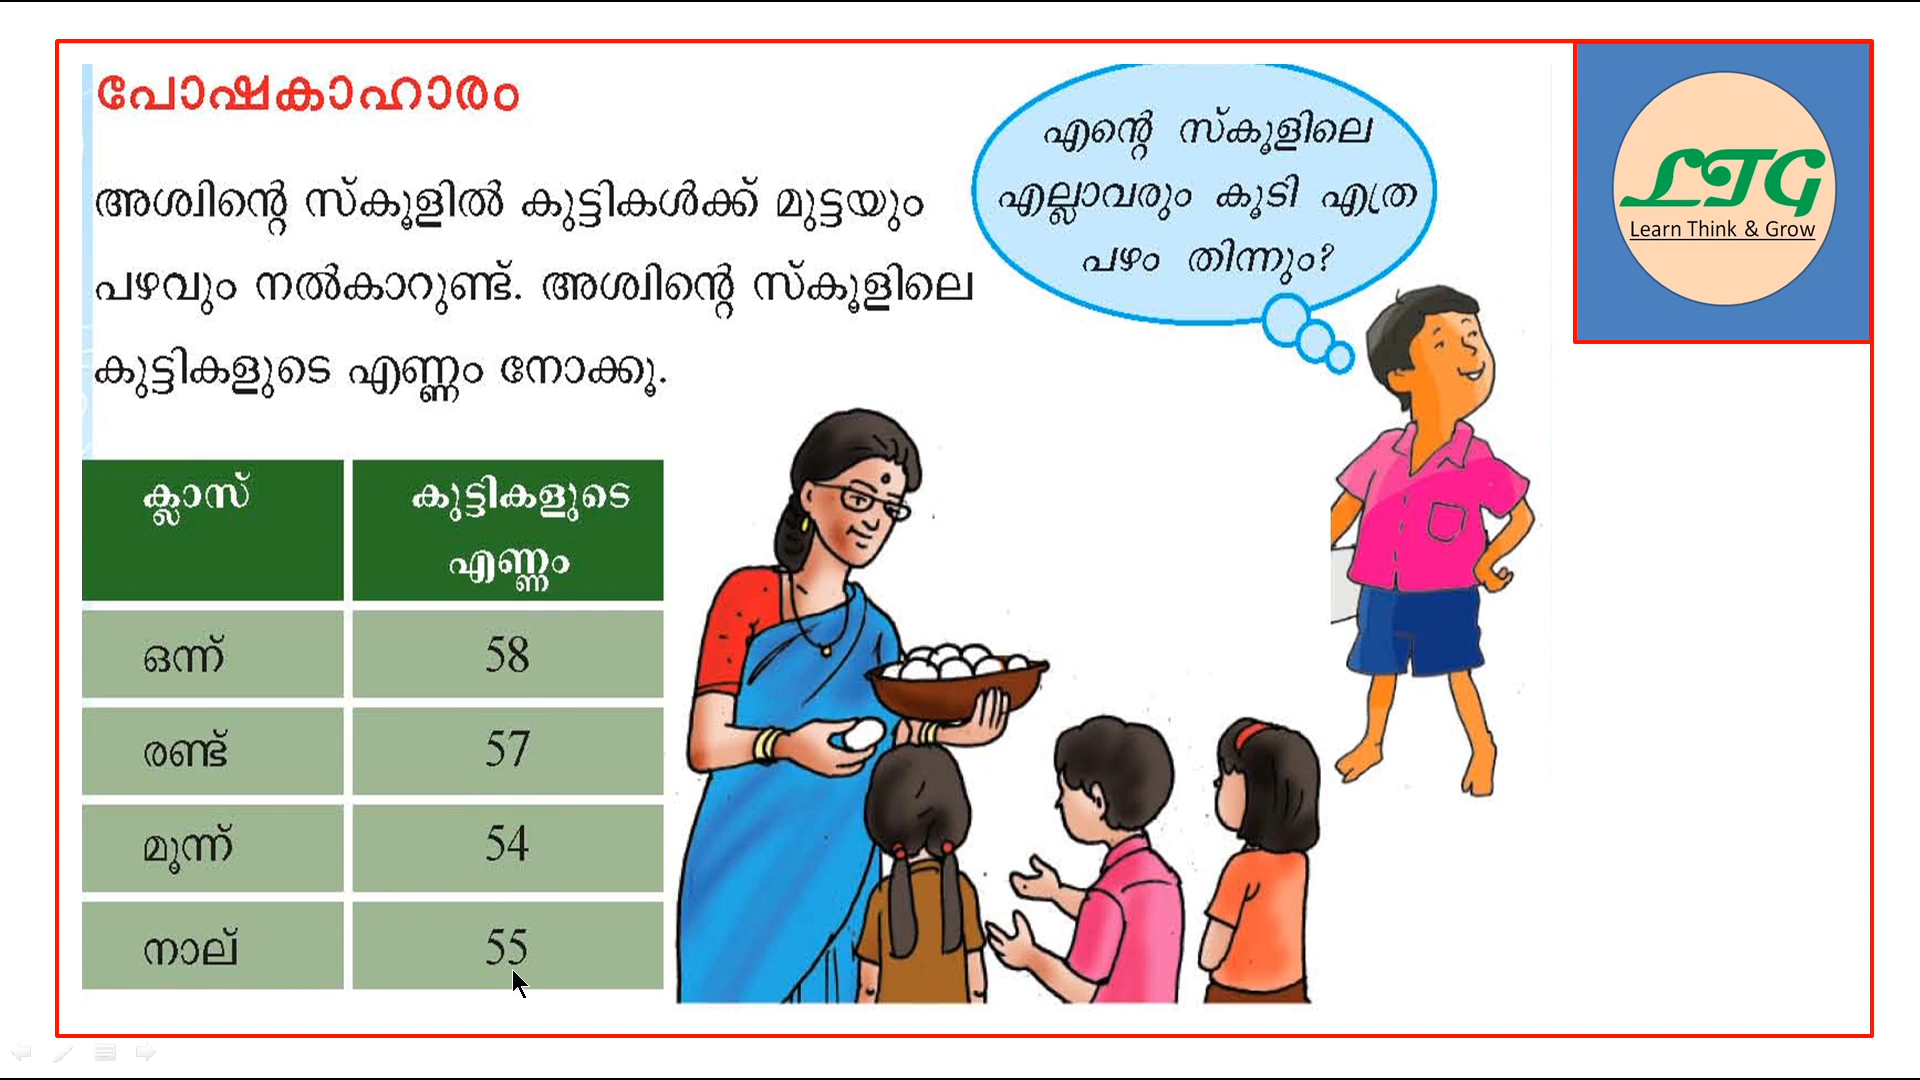 പോഷകാഹാരം
അശ്വിന്റെ സ്കൂളിൽ കുട്ടികൾക്ക് മുട്ടയും
പഴവും നൽകാറുണ്ട്. അശ്വിന്റെ സ്കൂളിലെ
കുട്ടികളുടെ എണ്ണം നോക്കൂ.
എന്റെ സ്കൂളിലെ
എല്ലാവരും കൂടി എത്ര
പഴം തിന്നും?
LTG
Learn Think & Grow
ക്ലാസ് കുട്ടികളുടെ
എണ്ണം
ഒന്ന് 58
രണ്ട് 57
മൂന്ന് 54
നാല് 55